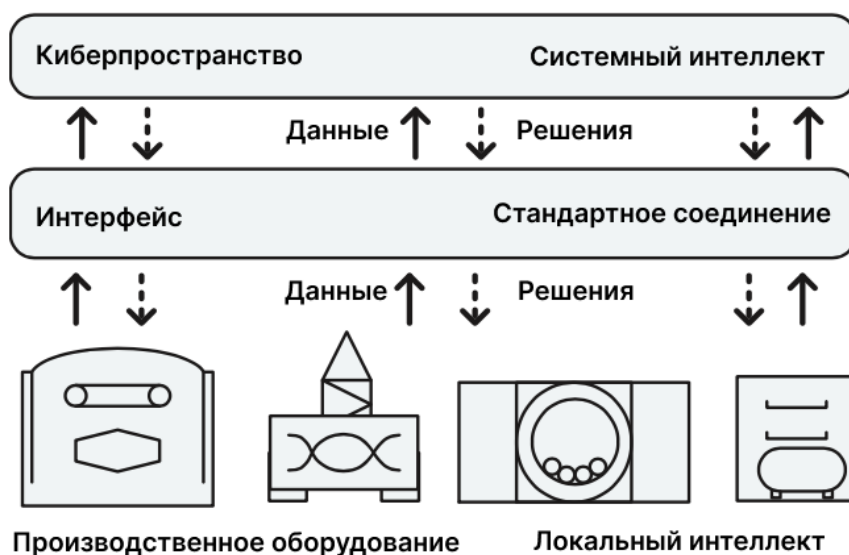 Киберпространство Системный интеллект
Данные Решения
Интерфейс Стандартное соединение
Данные Решения
Производственное оборудование Локальный интеллект